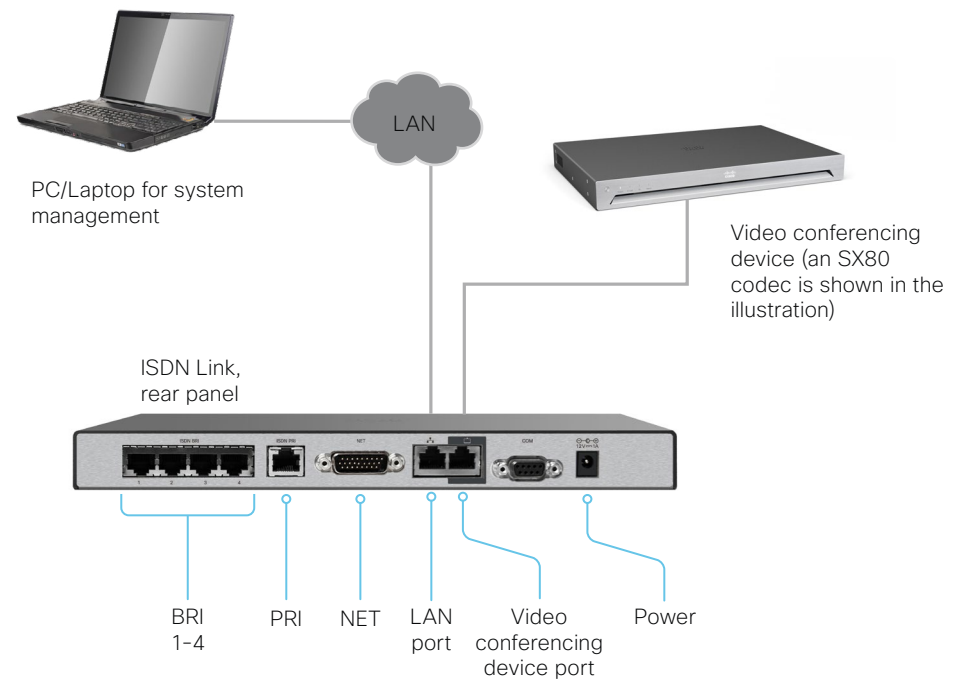 LAN
PC/Laptop for system
management
Video conferencing
device (an SX80
codec is shown in the
illustration)
ISDN Link,
rear panel
ISDN BRI
ISDN PRI
NET
COM
12V 1A
1 2 3 4
BRI
1-4
PRI
NET
LAN
port
Video
conferencing
device port
Power